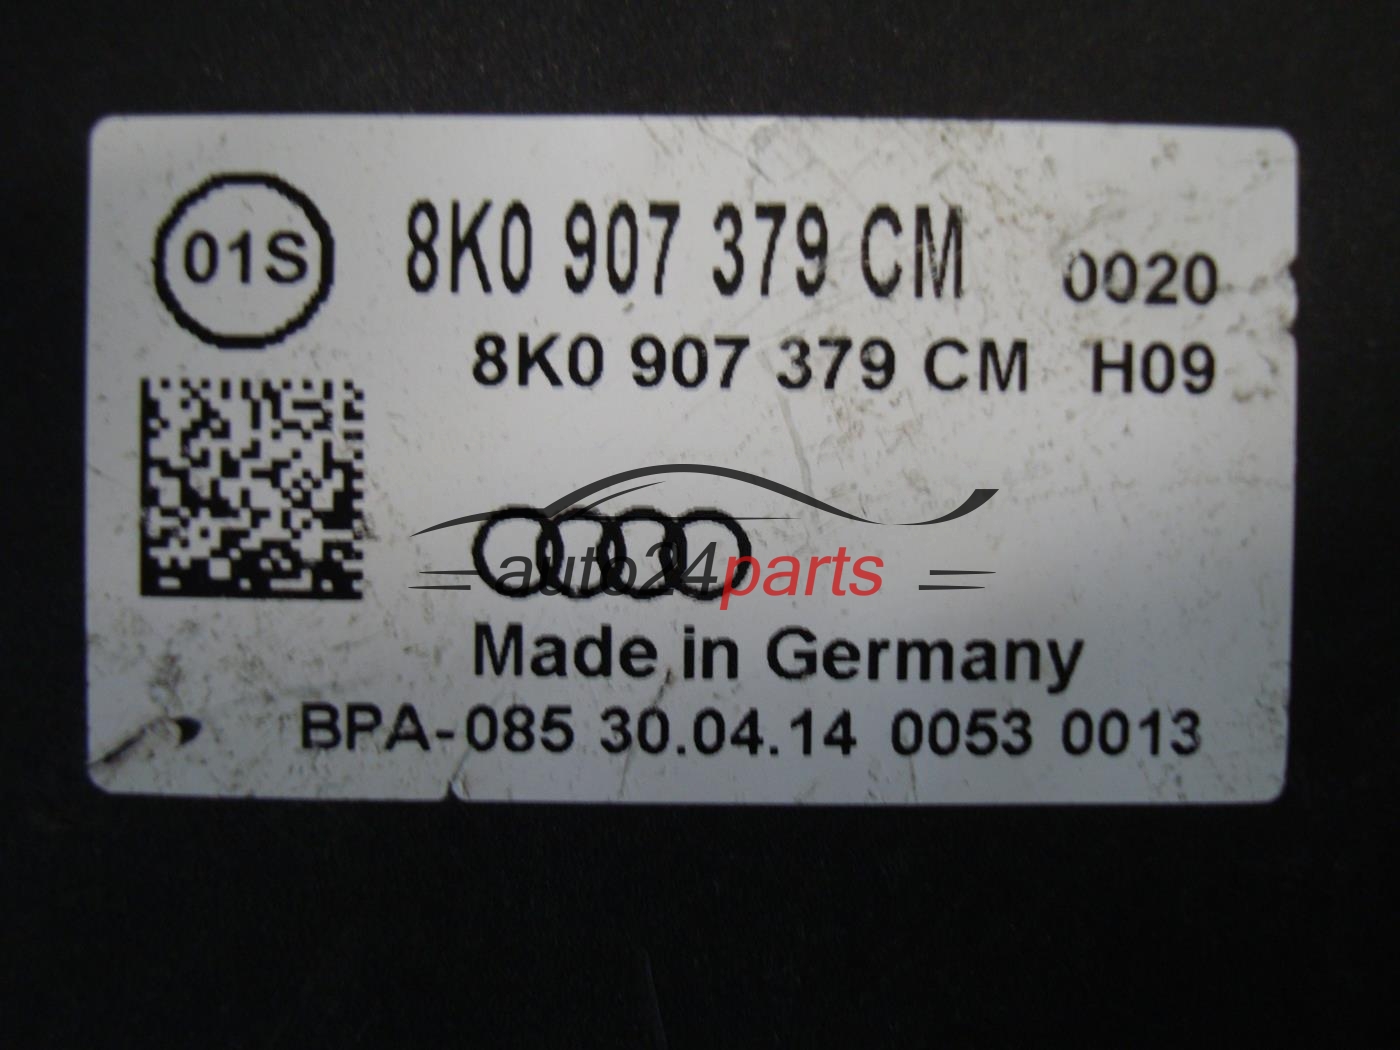 01S
8K0 907 379 CM 0020
8K0 907 379 CM H09
auto24parts
Made in Germany
BPA-085 30.04.14 0053 0013